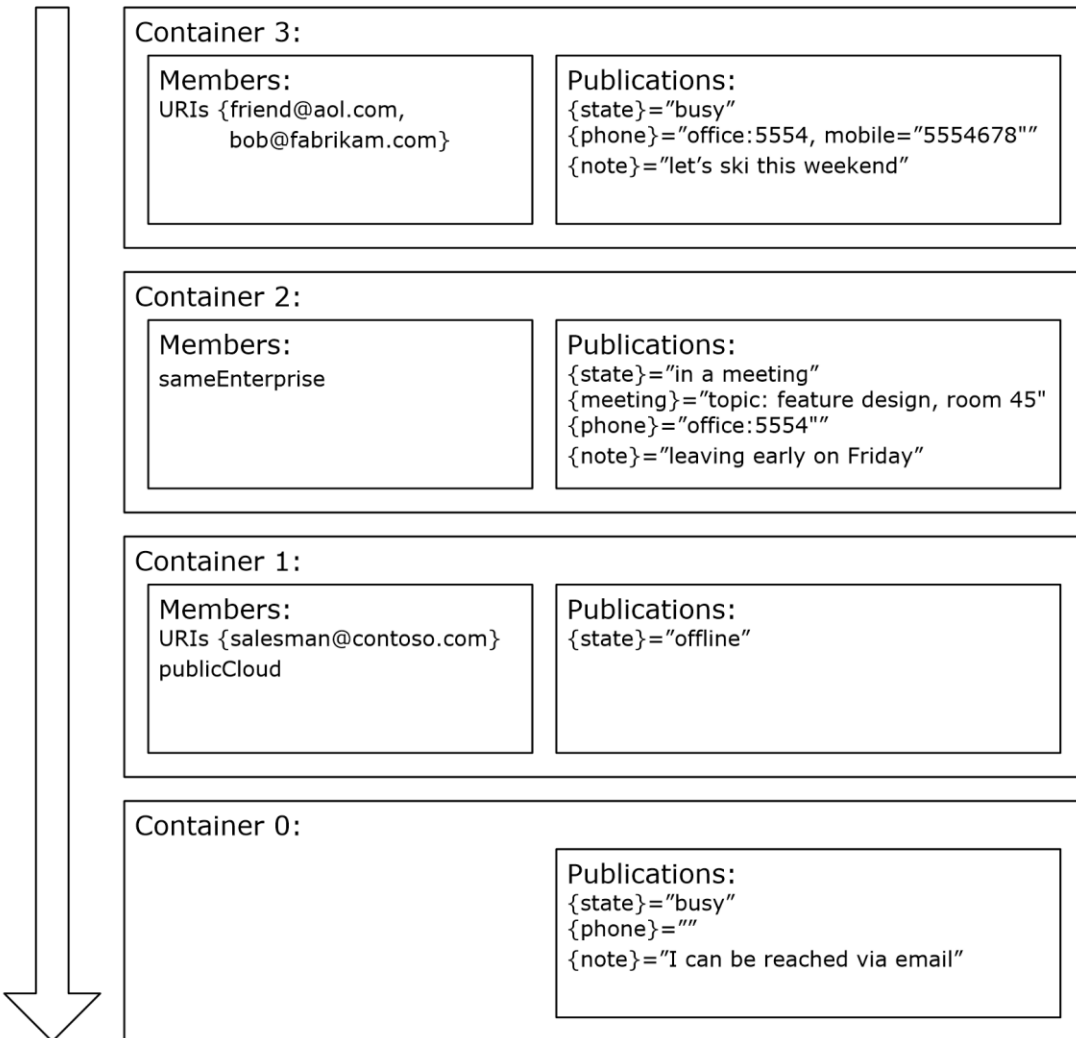 Container 3:
Members:
URIs {friend@aol.com,
bob@fabrikam.com}
Publications:
{state}=”busy”
{phone}=”office:5554, mobile=”5554678"”
{note}=”let’s ski this weekend”
Container 2:
Members:
sameEnterprise
Publications:
{state}=”in a meeting”
{meeting}=”topic: feature design, room 45"
{phone}=”office:5554"”
{note}=”leaving early on Friday”
Container 1:
Members:
URIs {salesman@contoso.com}
publicCloud
Publications:
{state}=”offline”
Container 0:
Publications:
{state}=”busy”
{phone}=””
{note}=”I can be reached via email”